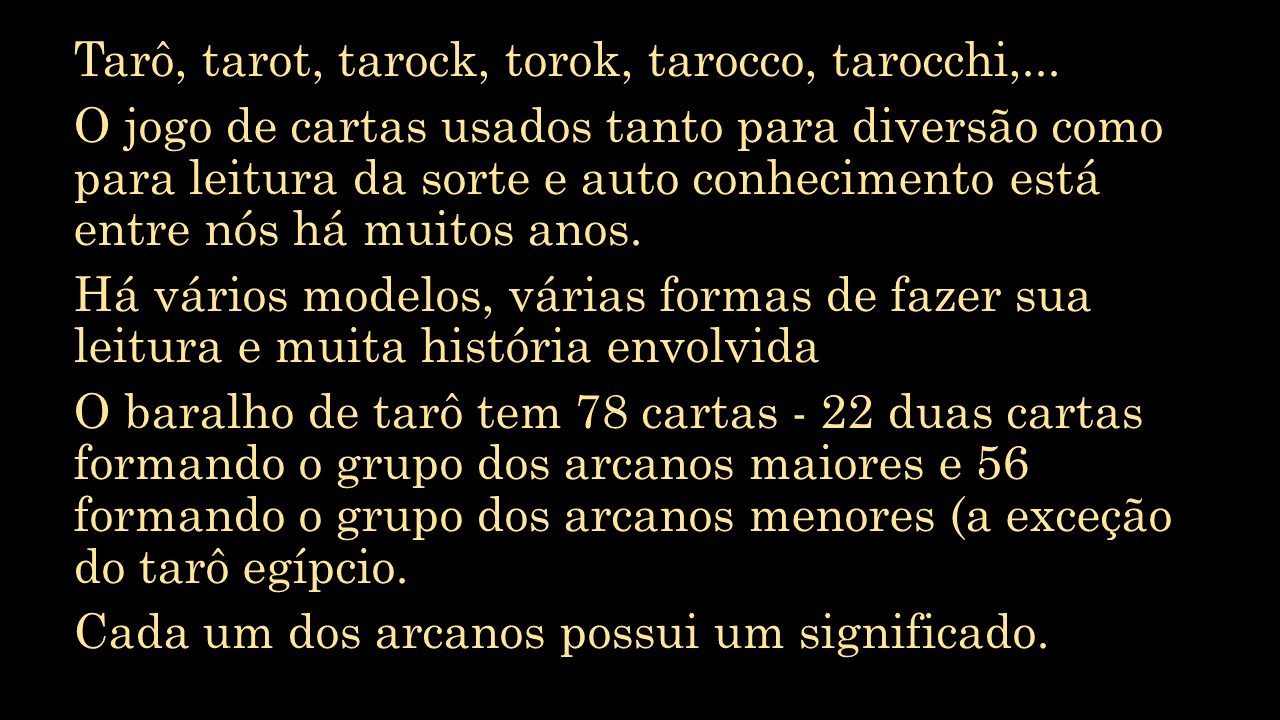 Tarô, tarot, tarock, torok, tarocco, tarocchi,...
O jogo de cartas usados tanto para diversão como
para leitura da sorte e auto conhecimento está
entre nós há muitos anos.
Há vários modelos, várias formas de fazer sua
leitura e muita história envolvida
O baralho de tarô tem 78 cartas - 22 duas cartas
formando o grupo dos arcanos maiores e 56
formando o grupo dos arcanos menores (a exceção
do tarô egípcio.
Cada um dos arcanos possui um significado.